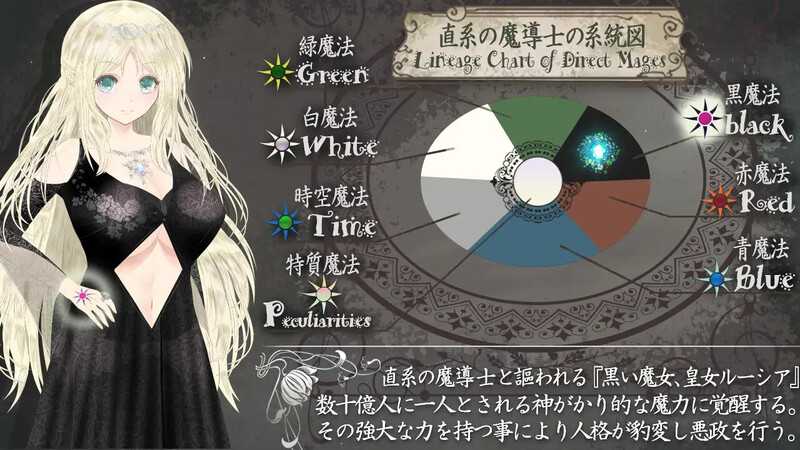 直系の魔導士の系統図
Lineage Chart of Direct Mages
緑魔法
Green
白魔法
White
時空魔法
Time
特質魔法
Peculiarities
黒魔法
black
赤魔法
Red
青魔法
Blue
直系の魔導士と謳われる『黒い魔女、皇女ルーシア』
数十億人に一人とされる神がかり的な魔力に覚醒する。
その強大な力を持つ事により人格が豹変し悪政を行う。